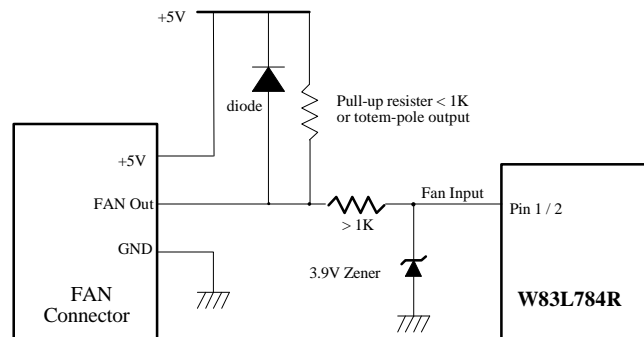 +5V
diode
Pull-up resister < 1K
or totem-pole output
+5V
FAN Out
Fan Input
Pin 1 / 2
> 1K
GND
3.9V Zener
FAN
Connector
W83L784R